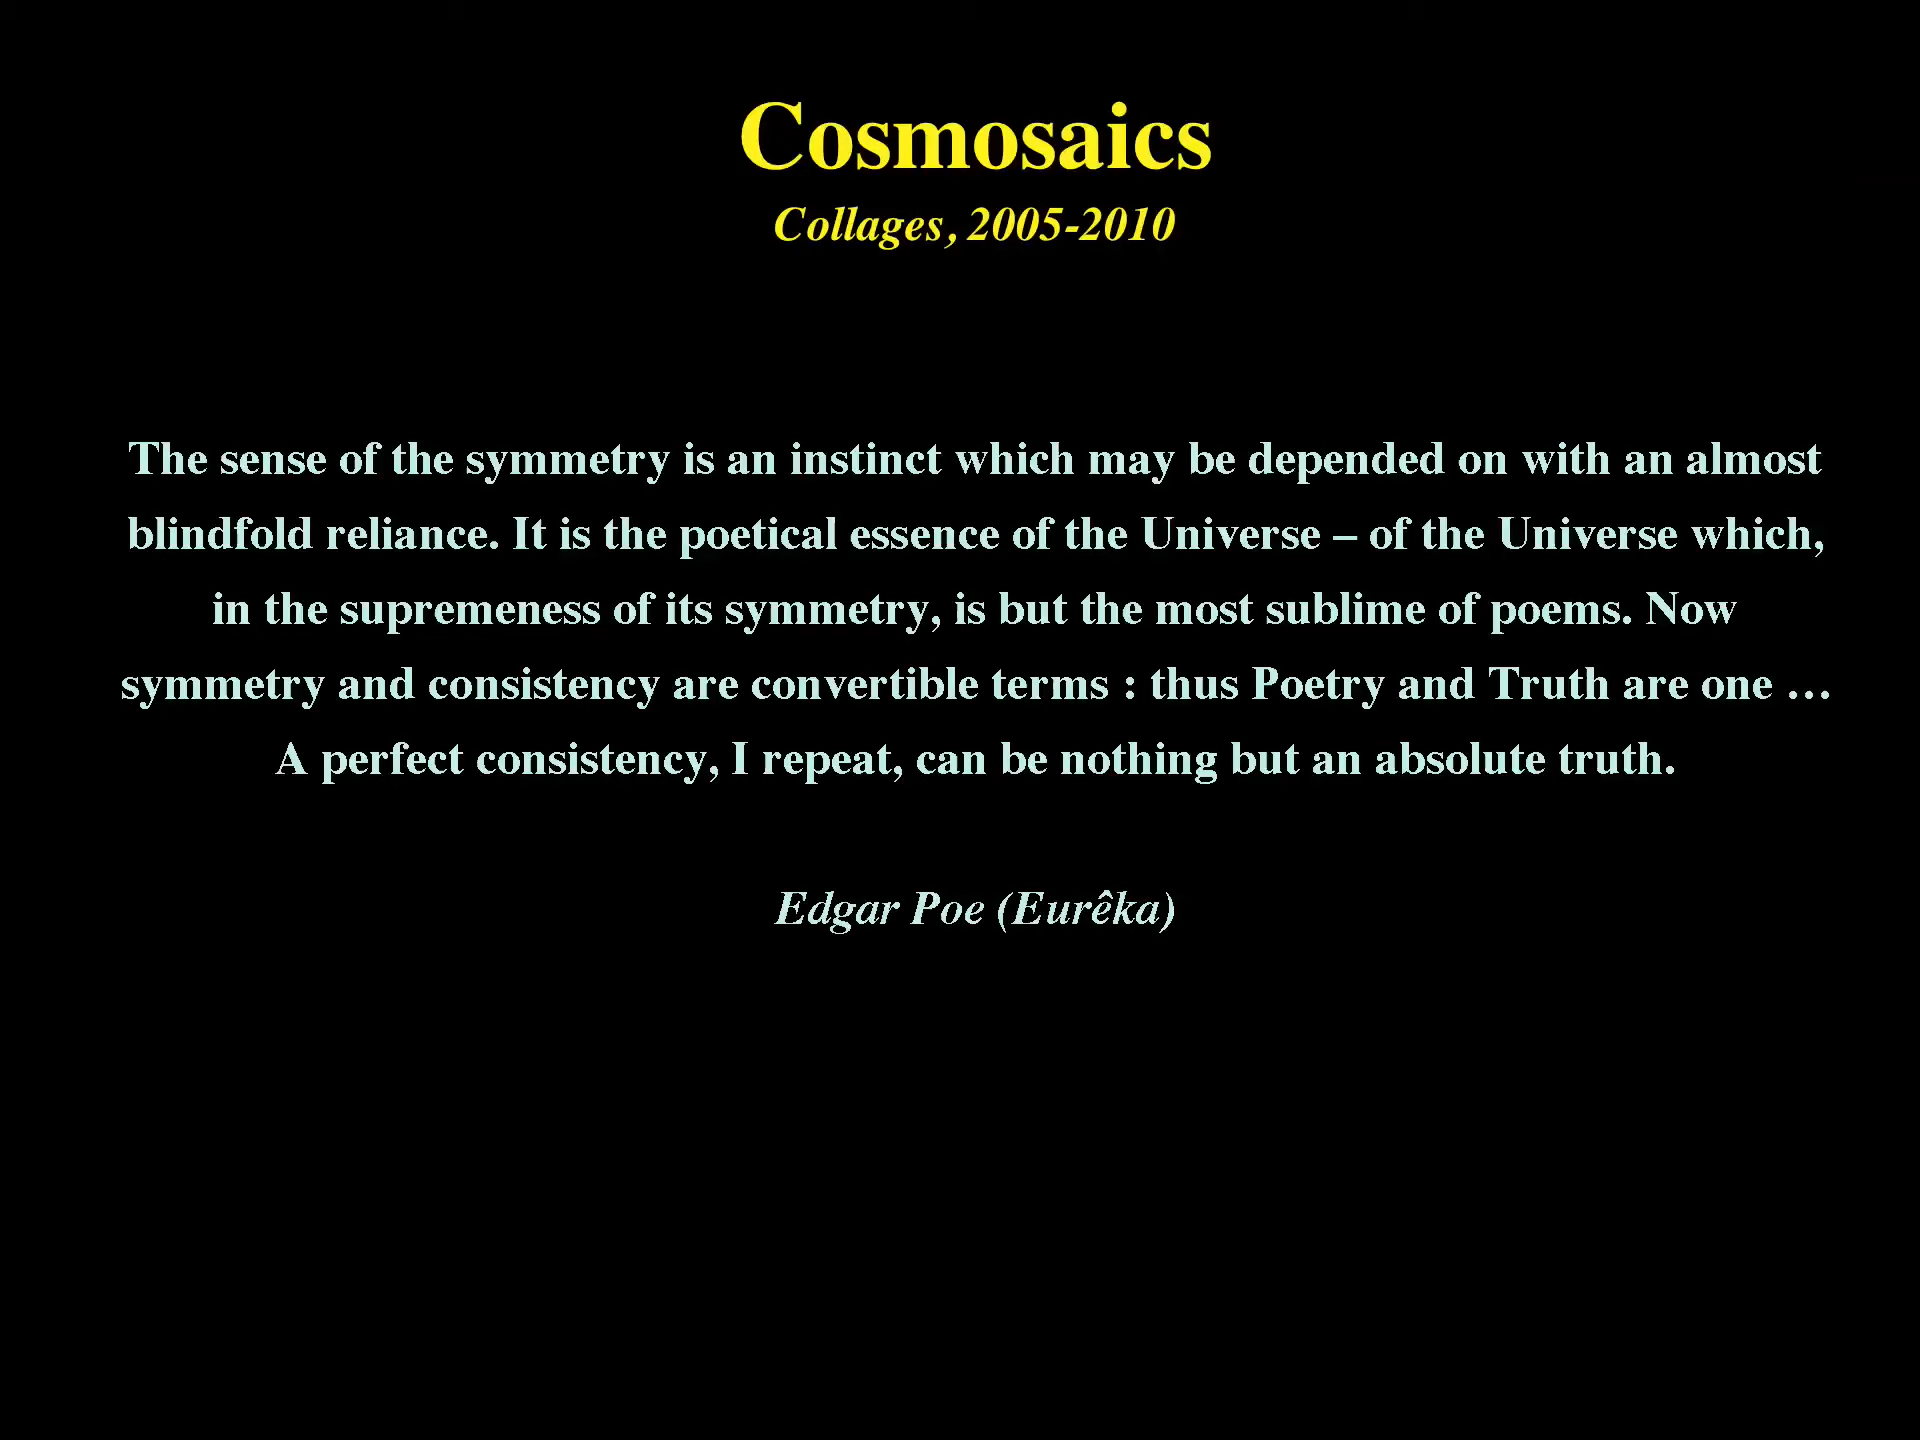 Cosmosaics
Collages, 2005-2010
The sense of the symmetry is an instinct which may be depended on with an almost
blindfold reliance. It is the poetical essence of the Universe – of the Universe which,
in the supremeness of its symmetry, is but the most sublime of poems. Now
symmetry and consistency are convertible terms : thus Poetry and Truth are one …
A perfect consistency, I repeat, can be nothing but an absolute truth.
Edgar Poe (Eurêka)